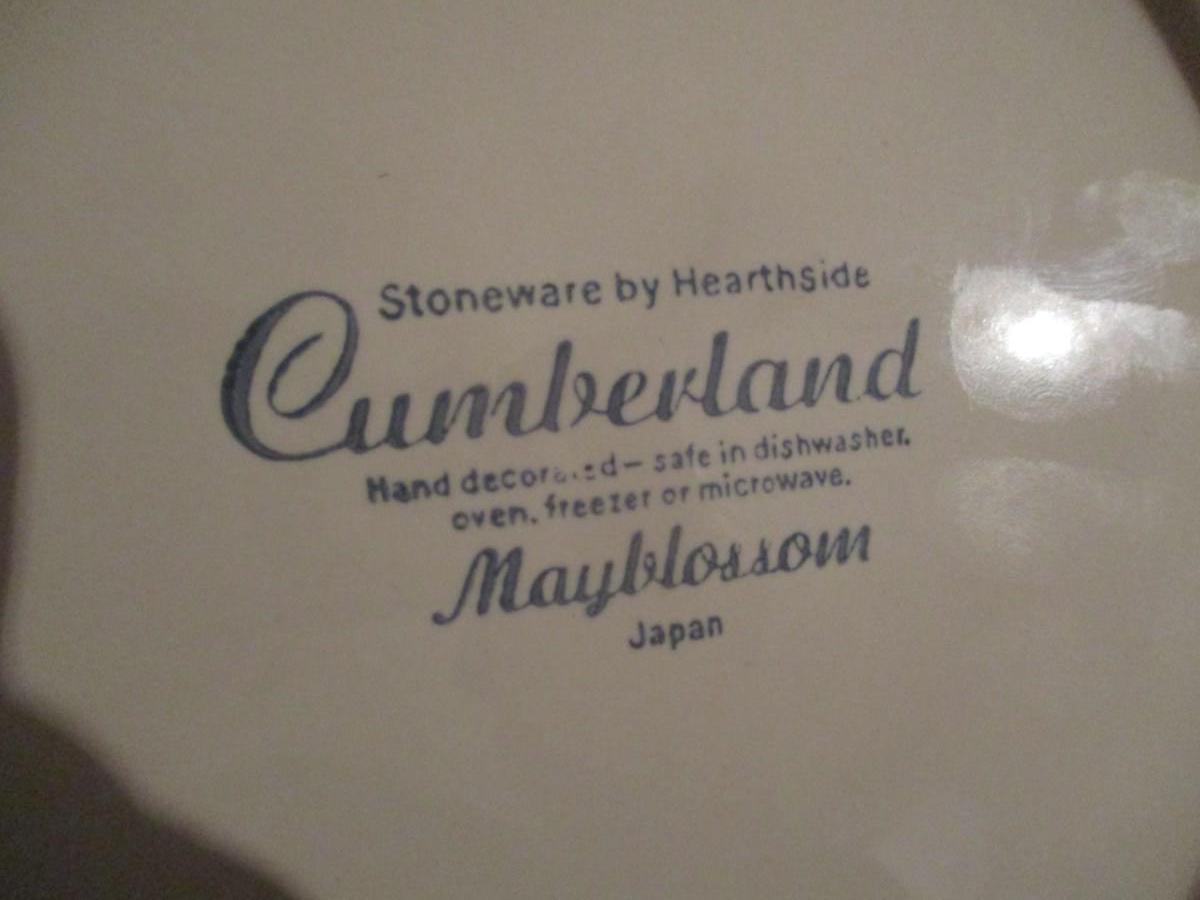 Stoneware by Hearthside
Cumberland
Hand decorated – safe in dishwasher.
oven. freezer or microwave.
Mayblossom
Japan